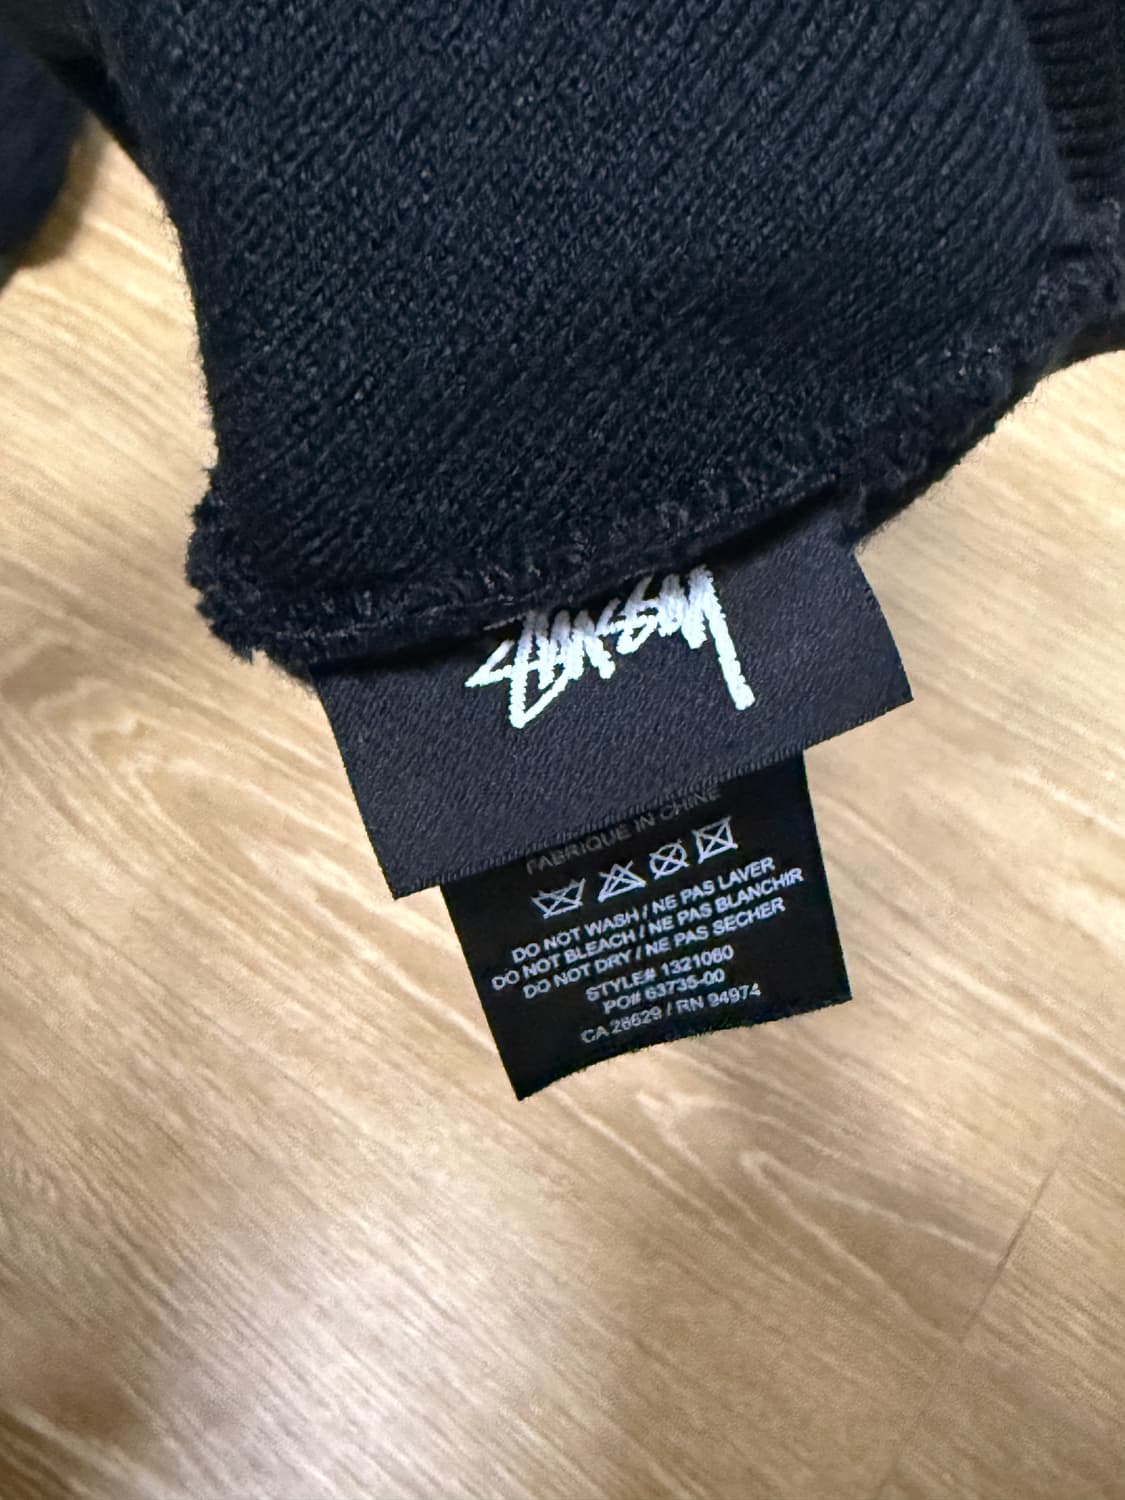 STUSSY
FABRIQUE IN CHINE
DO NOT WASH / NE PAS LAVER
DO NOT BLEACH / NE PAS BLANCHIR
DO NOT DRY / NE PAS SECHER
STYLE# 1321060
PO# 63735-00
CA 28629 / RN 94974